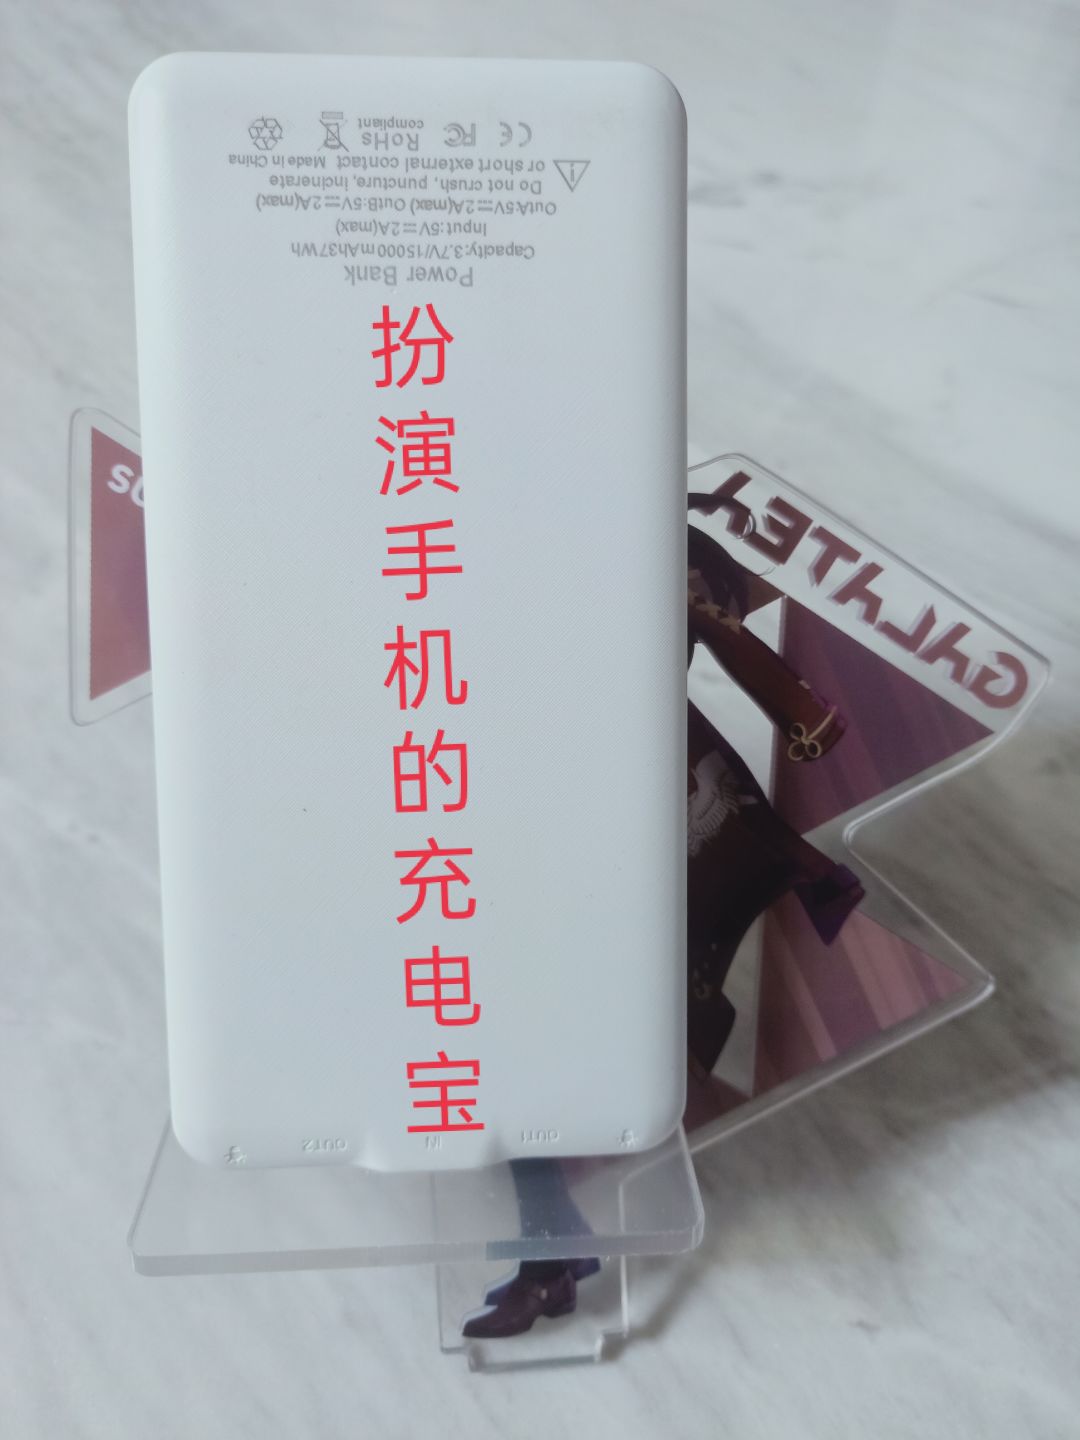 Power Bank
Capacity:3.7V/15000mAh37Wh
Input:5V⎓2A(max)
OutA:5V⎓2A(max) OutB:5V⎓2A(max)
Do not crush, puncture, incinerate
or short external contact Made in China
CE FC RoHS
compliant
扮
演
手
机
的
充
电
宝
OUT2 IN OUT1
GALATEY